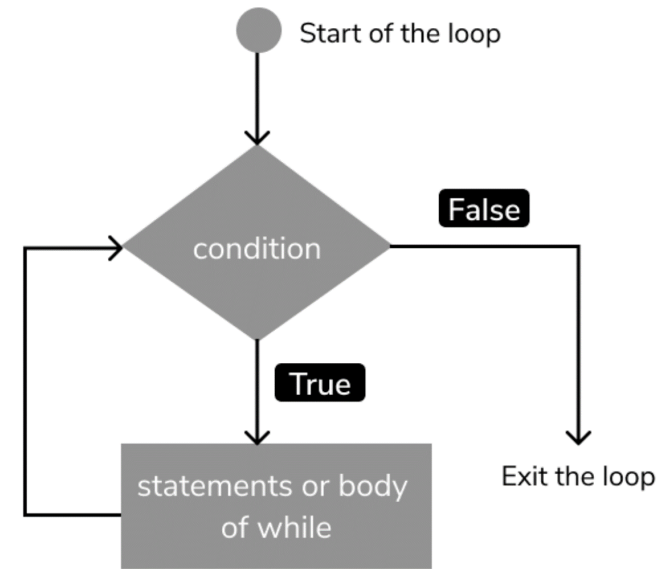 Start of the loop
False
condition
True
statements or body
of while
Exit the loop